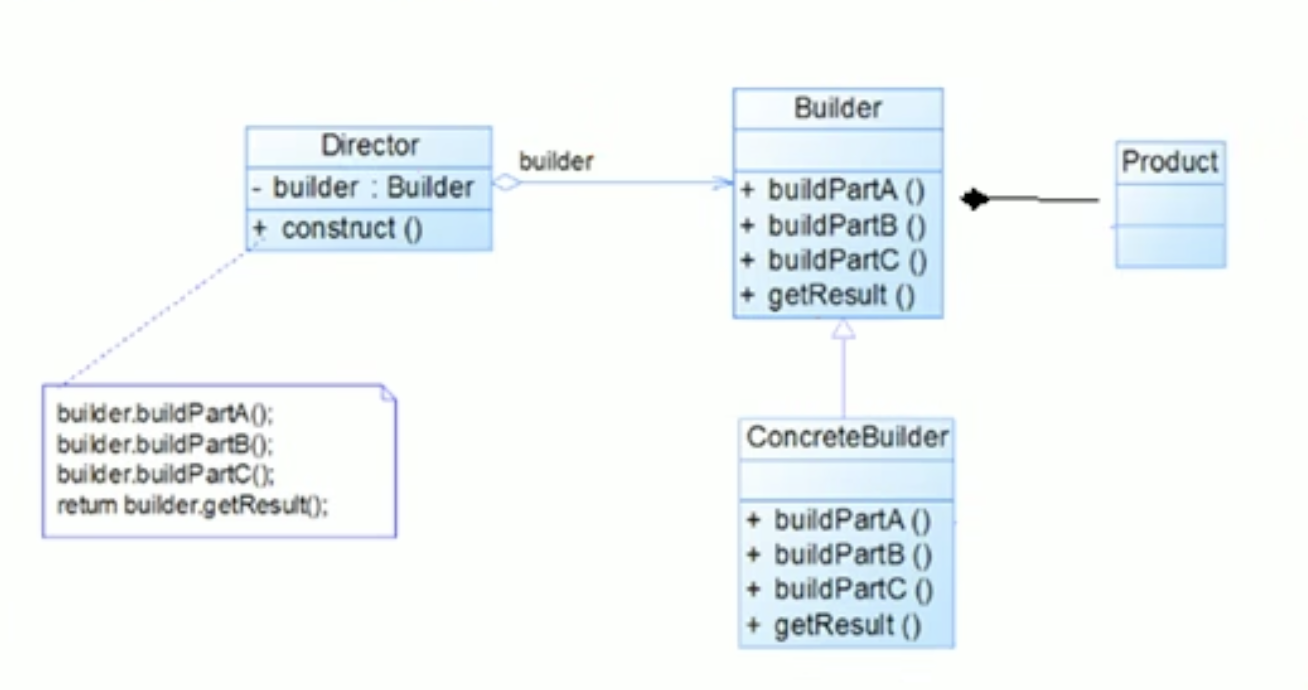 Director
- builder : Builder
+ construct ()
builder
Builder
+ buildPartA ()
+ buildPartB ()
+ buildPartC ()
+ getResult ()
Product
builder.buildPartA();
builder.buildPartB();
builder.buildPartC();
return builder.getResult();
ConcreteBuilder
+ buildPartA ()
+ buildPartB ()
+ buildPartC ()
+ getResult ()